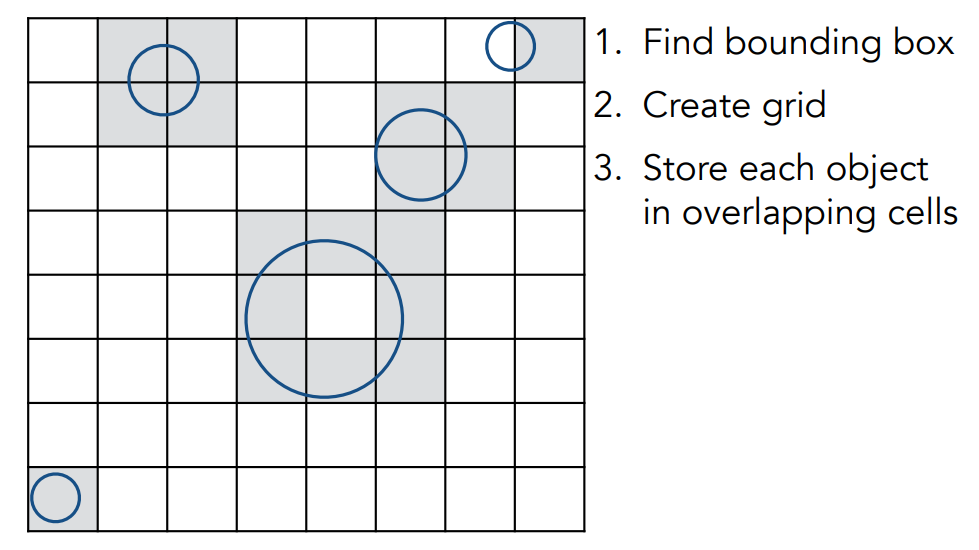 1. Find bounding box
2. Create grid
3. Store each object
in overlapping cells